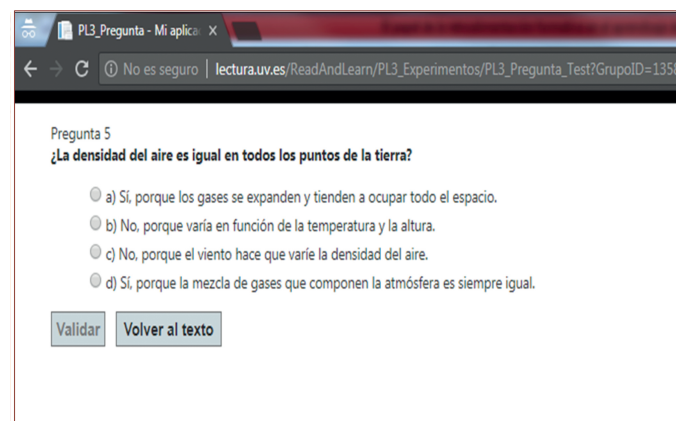 PL3_Pregunta - Mi aplica
No es seguro | lectura.uv.es/ReadAndLearn/PL3_Experimentos/PL3_Pregunta_Test?GrupoID=1358
Pregunta 5
¿La densidad del aire es igual en todos los puntos de la tierra?
a) Sí, porque los gases se expanden y tienden a ocupar todo el espacio.
b) No, porque varía en función de la temperatura y la altura.
c) No, porque el viento hace que varíe la densidad del aire.
d) Sí, porque la mezcla de gases que componen la atmósfera es siempre igual.
Validar Volver al texto